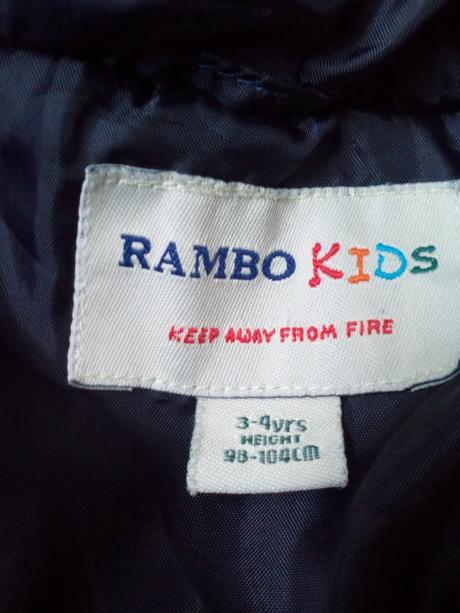 RAMBO KIDS
KEEP AWAY FROM FIRE
3-4yrs
HEIGHT
98-104CM